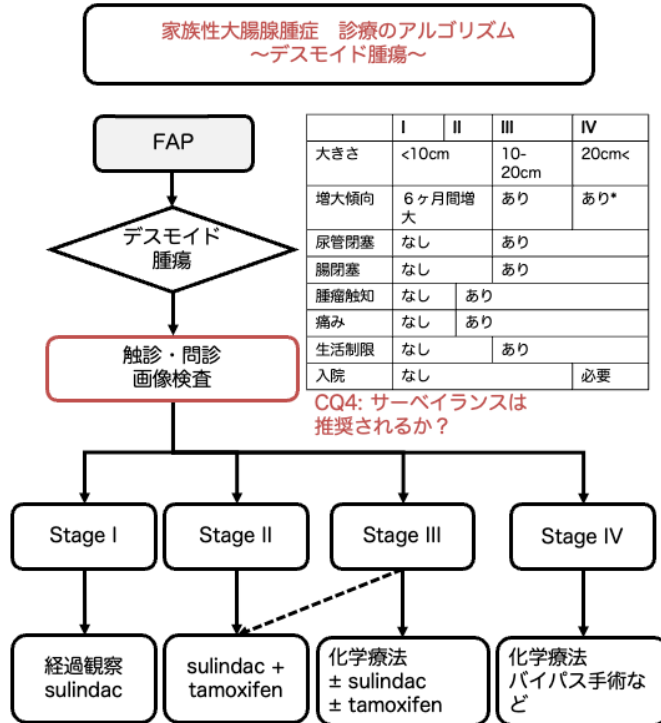 家族性大腸腺腫症 診療のアルゴリズム
〜デスモイド腫瘍〜
FAP
デスモイド
腫瘍
触診・問診
画像検査
I II III IV
大きさ <10cm 10-20cm 20cm<
増大傾向 6ヶ月間増大 あり あり*
尿管閉塞 なし あり
腸閉塞 なし あり
腫瘤触知 なし あり
痛み なし あり
生活制限 なし あり
入院 なし 必要
CQ4: サーベイランスは
推奨されるか？
Stage I
Stage II
Stage III
Stage IV
経過観察
sulindac
sulindac +
tamoxifen
化学療法
± sulindac
± tamoxifen
化学療法
バイパス手術な
ど